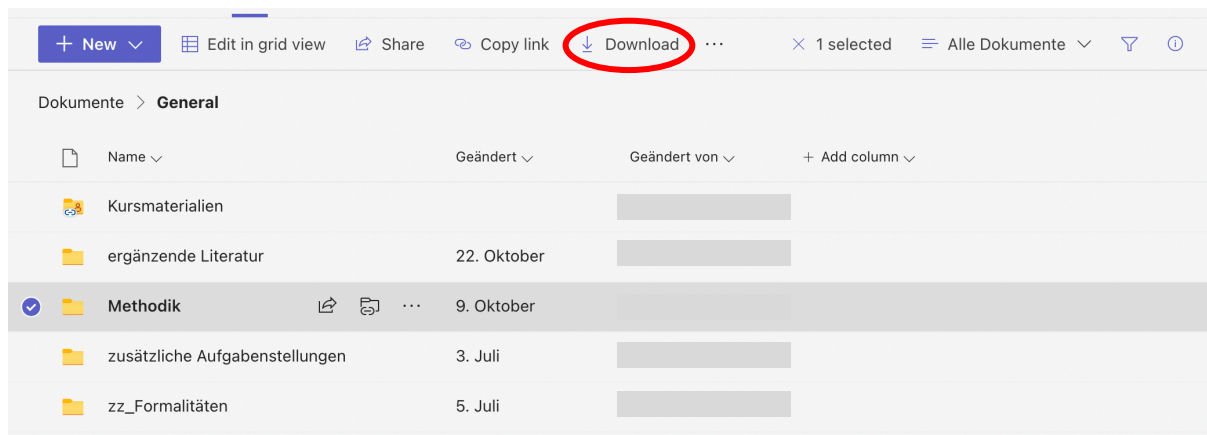 New Edit in grid view Share Copy link Download ··· 1 selected Alle Dokumente
Dokumente > General
Name Geändert Geändert von + Add column
Kursmaterialien
ergänzende Literatur 22. Oktober
Methodik ··· 9. Oktober
zusätzliche Aufgabenstellungen 3. Juli
zz_Formalitäten 5. Juli